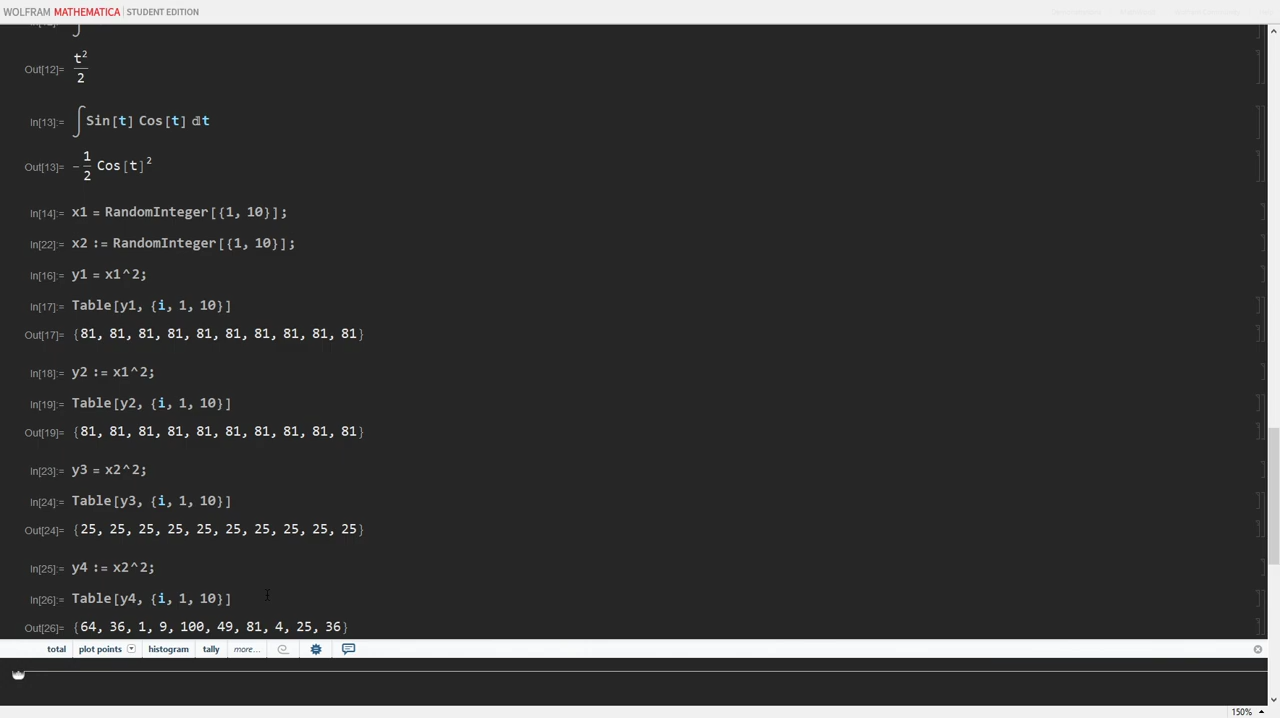 WOLFRAM MATHEMATICA | STUDENT EDITION
Out[12]= t² / 2
In[13]:= ∫ Sin[t] Cos[t] ⅆt
Out[13]= - 1/2 Cos[t]²
In[14]:= x1 = RandomInteger[{1, 10}];
In[22]:= x2 := RandomInteger[{1, 10}];
In[16]:= y1 = x1^2;
In[17]:= Table[y1, {i, 1, 10}]
Out[17]= {81, 81, 81, 81, 81, 81, 81, 81, 81, 81}
In[18]:= y2 := x1^2;
In[19]:= Table[y2, {i, 1, 10}]
Out[19]= {81, 81, 81, 81, 81, 81, 81, 81, 81, 81}
In[23]:= y3 = x2^2;
In[24]:= Table[y3, {i, 1, 10}]
Out[24]= {25, 25, 25, 25, 25, 25, 25, 25, 25, 25}
In[25]:= y4 := x2^2;
In[26]:= Table[y4, {i, 1, 10}]
Out[26]= {64, 36, 1, 9, 100, 49, 81, 4, 25, 36}
total plot points histogram tally more...
150%